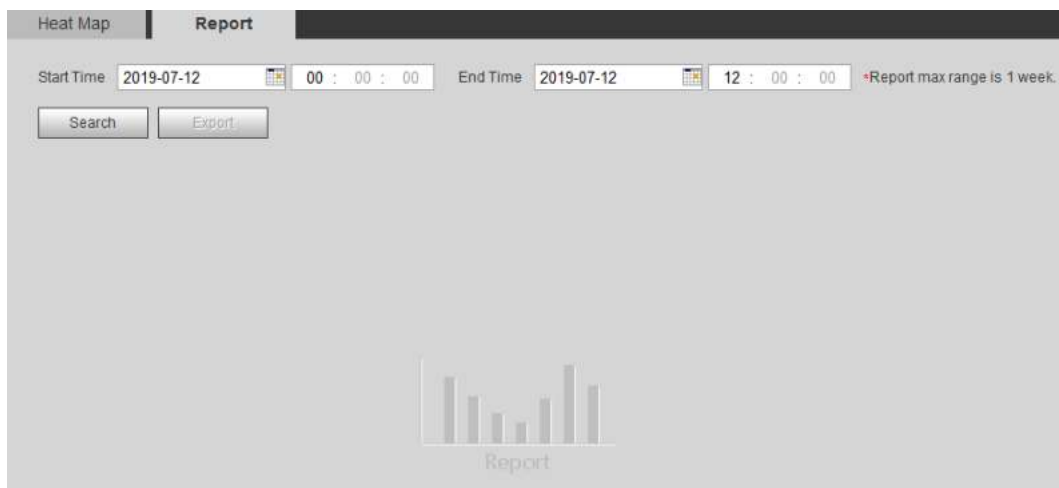 Heat Map Report
Start Time 2019-07-12 00 : 00 : 00 End Time 2019-07-12 12 : 00 : 00 *Report max range is 1 week.
Search Export
Report